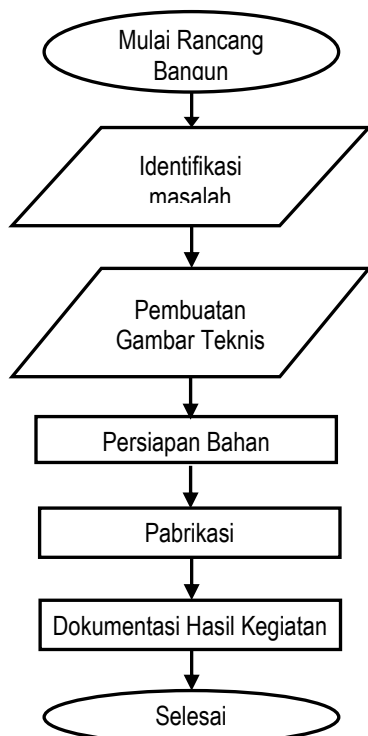 Mulai Rancang
Bangun
Identifikasi
masalah
Pembuatan
Gambar Teknis
Persiapan Bahan
Pabrikasi
Dokumentasi Hasil Kegiatan
Selesai